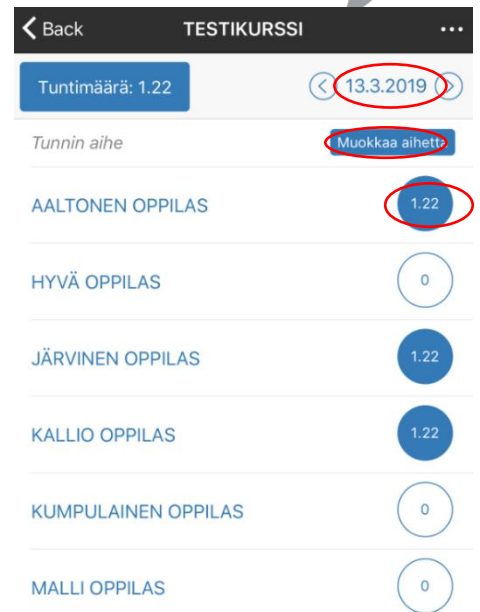 Back TESTIKURSSI ...
Tuntimäärä: 1.22 13.3.2019
Tunnin aihe Muokkaa aihetta
AALTONEN OPPILAS 1.22
HYVÄ OPPILAS 0
JÄRVINEN OPPILAS 1.22
KALLIO OPPILAS 1.22
KUMPULAINEN OPPILAS 0
MALLI OPPILAS 0